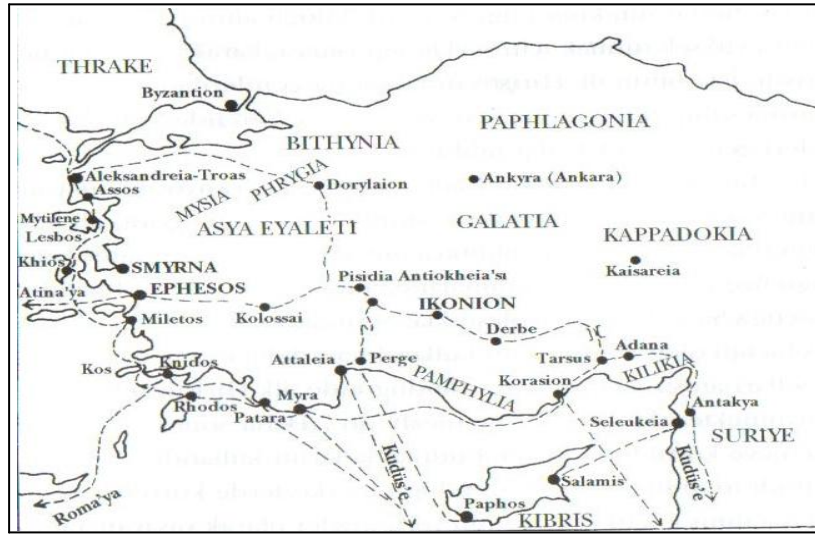 THRAKE
Byzantion
BITHYNIA
PAPHLAGONIA
Aleksandreia-Troas
Assos
MYSIA
PHRYGIA
Dorylaion
Ankyra (Ankara)
Mytilene
Lesbos
ASYA EYALETİ
GALATIA
KAPPADOKIA
Khios
SMYRNA
Kaisareia
Atina'ya
EPHESOS
Pisidia Antiokheia'sı
Miletos
Kolossai
IKONION
Derbe
Kos
Knidos
Attaleia
Perge
Tarsus
Adana
PAMPHYLIA
KILIKIA
Rhodos
Patara
Myra
Korasion
Antakya
Seleukeia
SURIYE
Roma'ya
Kudüs'e
Salamis
Kudüs'e
Paphos
KIBRIS